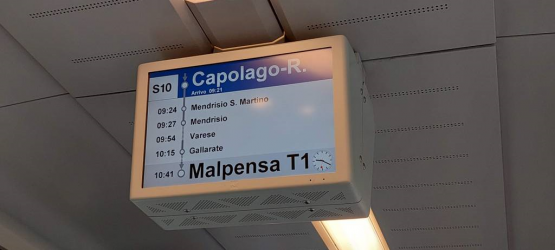 S10 Capolago-R.
Arrivo 09:21
09:24 Mendrisio S. Martino
09:27 Mendrisio
09:54 Varese
10:15 Gallarate
10:41 Malpensa T1